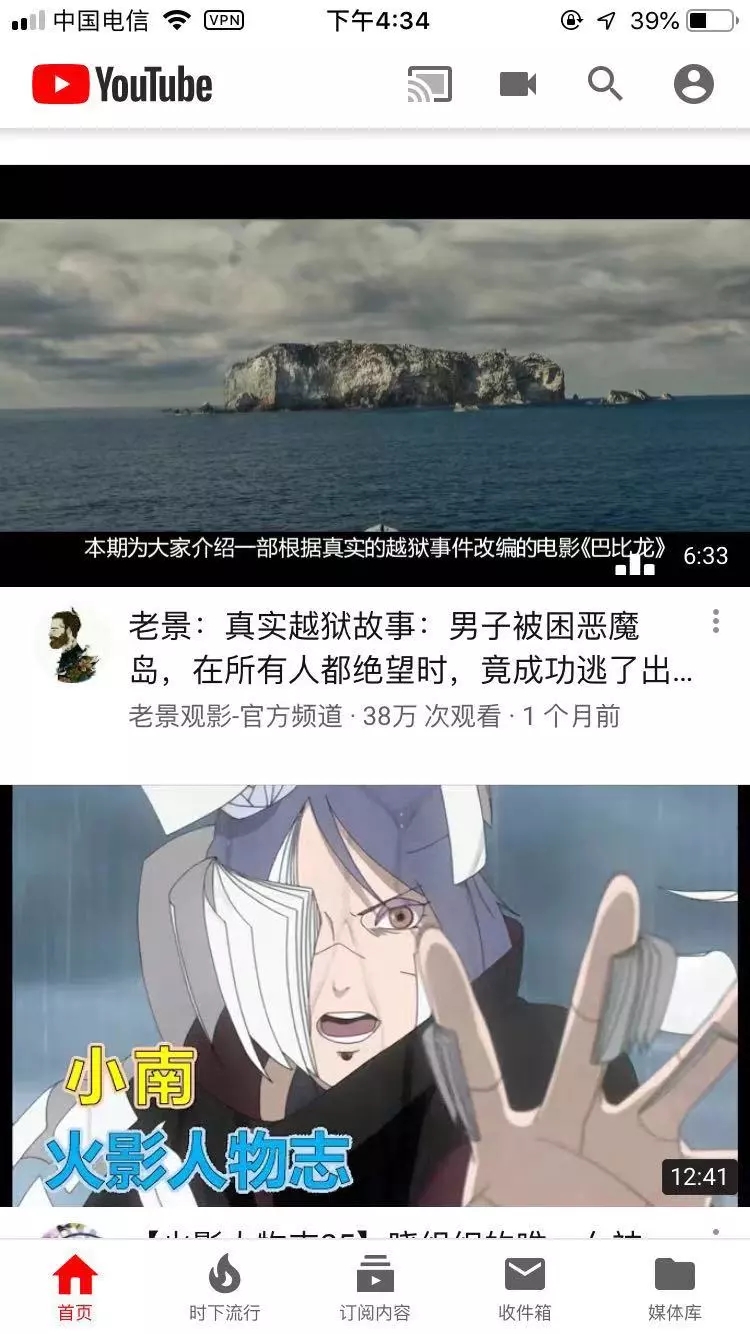 中国电信 VPN 下午4:34 39%
YouTube
本期为大家介绍一部根据真实的越狱事件改编的电影《巴比龙》
6:33
老景：真实越狱故事：男子被困恶魔
岛，在所有人都绝望时，竟成功逃了出...
老景观影-官方频道 · 38万 次观看 · 1 个月前
小南
火影人物志
12:41
首页 时下流行 订阅内容 收件箱 媒体库